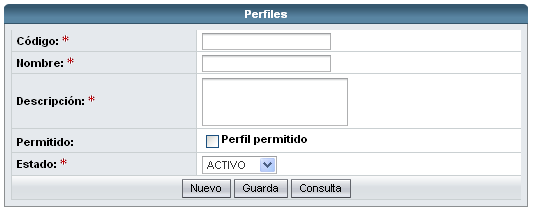 Perfiles
Código: *
Nombre: *
Descripción: *
Permitido: Perfil permitido
Estado: * ACTIVO
Nuevo Guarda Consulta